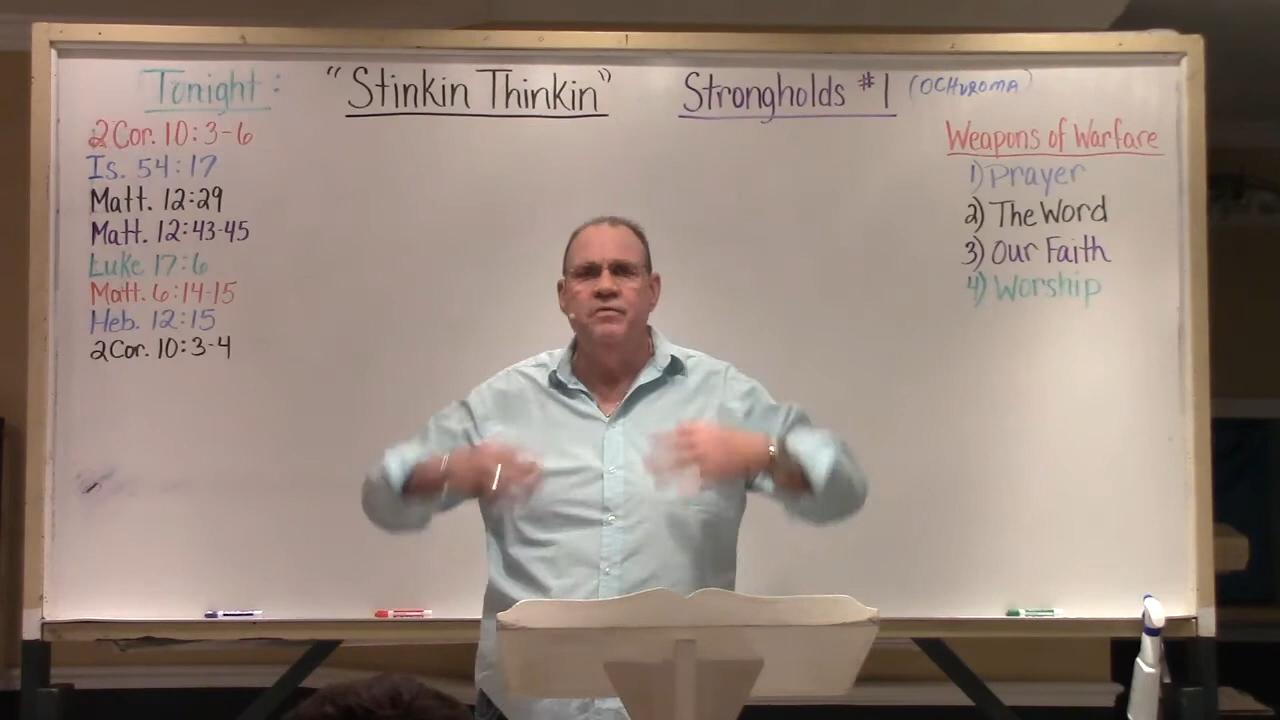 Tonight: "Stinkin Thinkin" Strongholds #1 (OCHUROMA)
2Cor. 10:3-6
Is. 54:17
Matt. 12:29
Matt. 12:43-45
Luke 17:6
Matt. 6:14-15
Heb. 12:15
2Cor. 10:3-4
Weapons of Warfare
1) Prayer
2) The Word
3) Our Faith
4) Worship